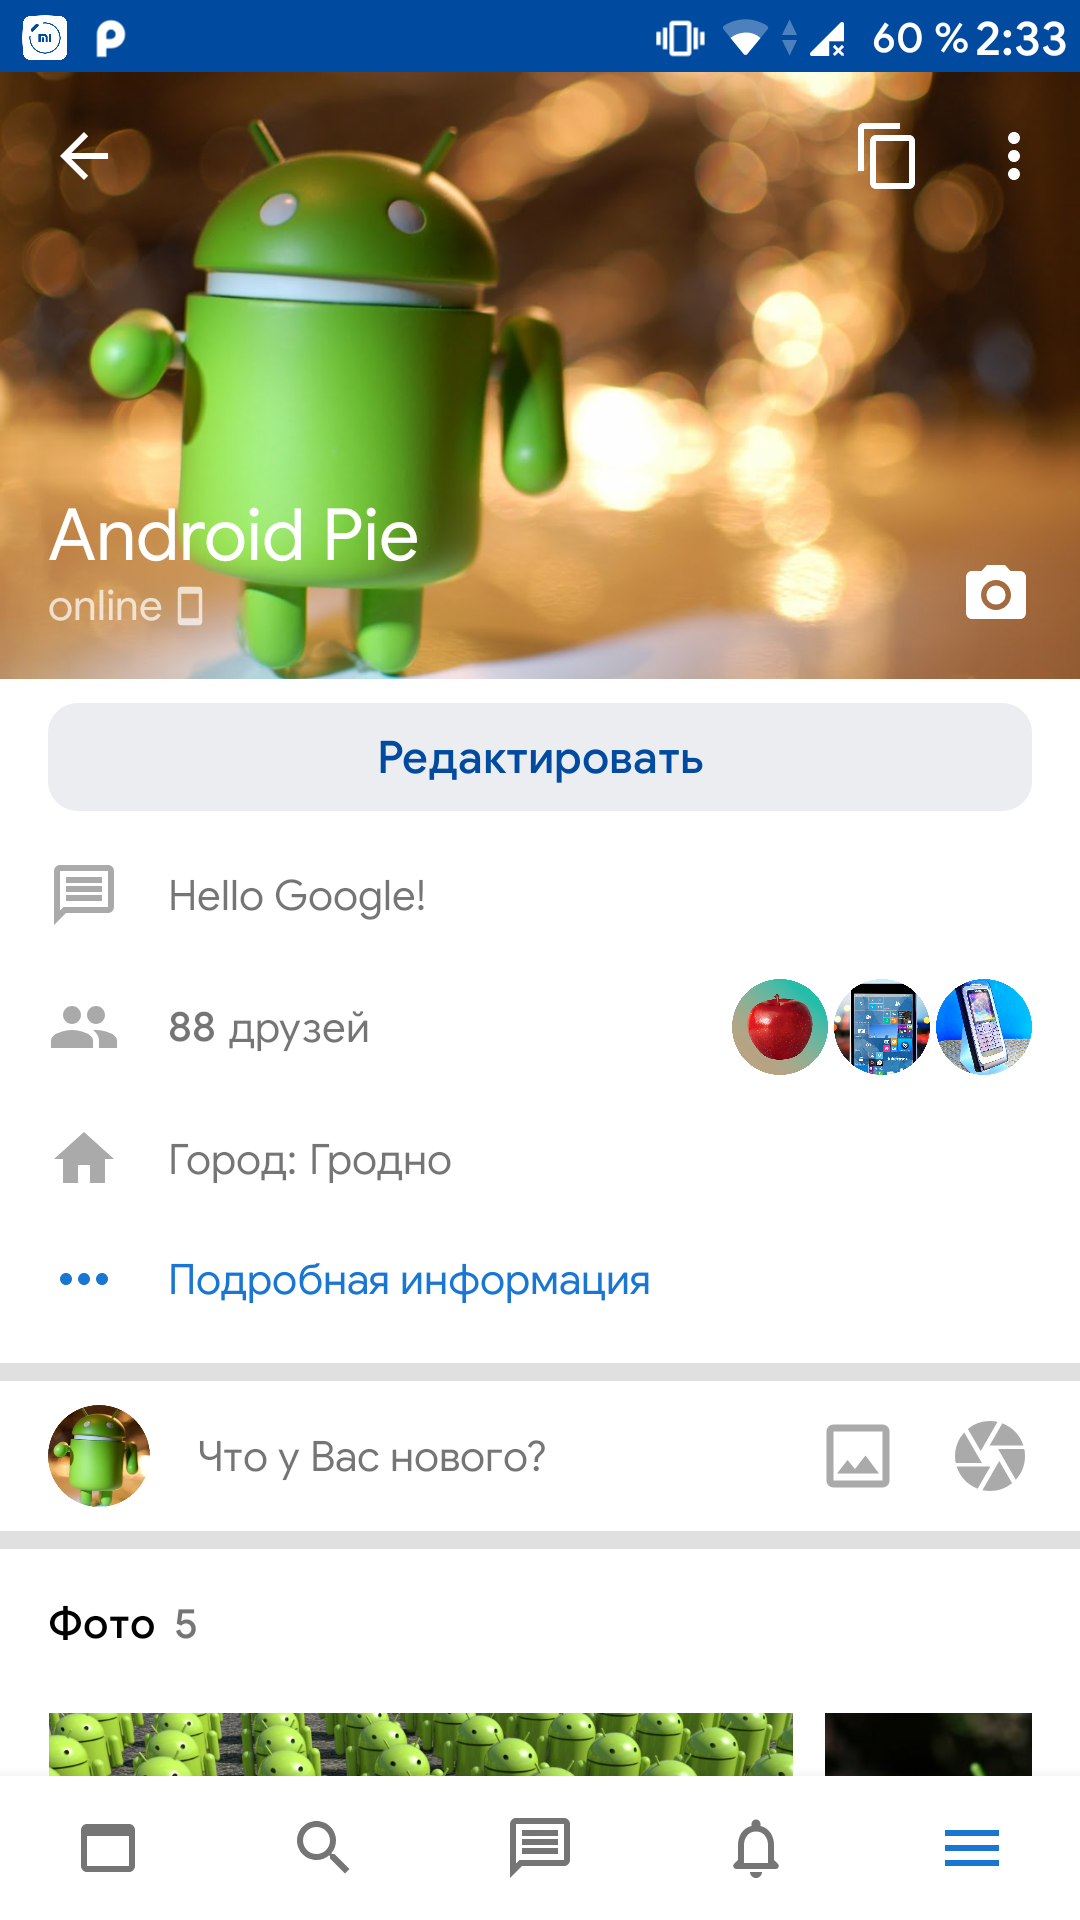 60 % 2:33
Android Pie
online
Редактировать
Hello Google!
88 друзей
Город: Гродно
Подробная информация
Что у Вас нового?
Фото 5